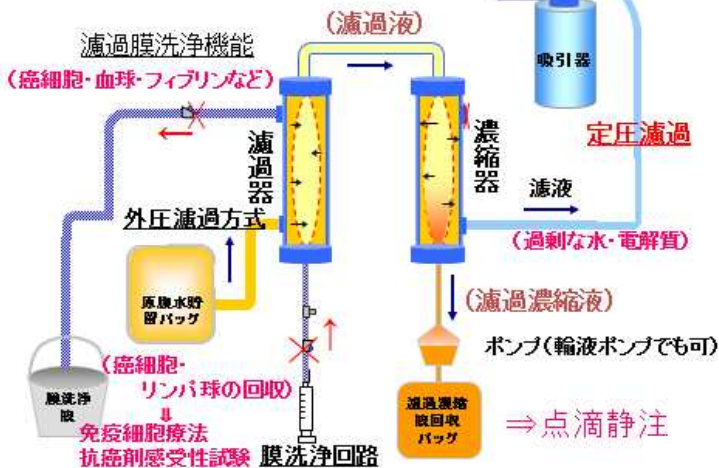 (濾過液)
濾過膜洗浄機能
(癌細胞・血球・フィブリンなど)
吸引器
濾過器
濃縮器
定圧濾過
外圧濾過方式
濾液
(過剰な水・電解質)
原腹水貯
留バッグ
(濾過濃縮液)
ポンプ(輸液ポンプでも可)
(癌細胞・
リンパ球の回収)
⇓
免疫細胞療法
抗癌剤感受性試験
膜洗浄
液
膜洗浄回路
濾過濃縮
液回収
バッグ
⇒点滴静注